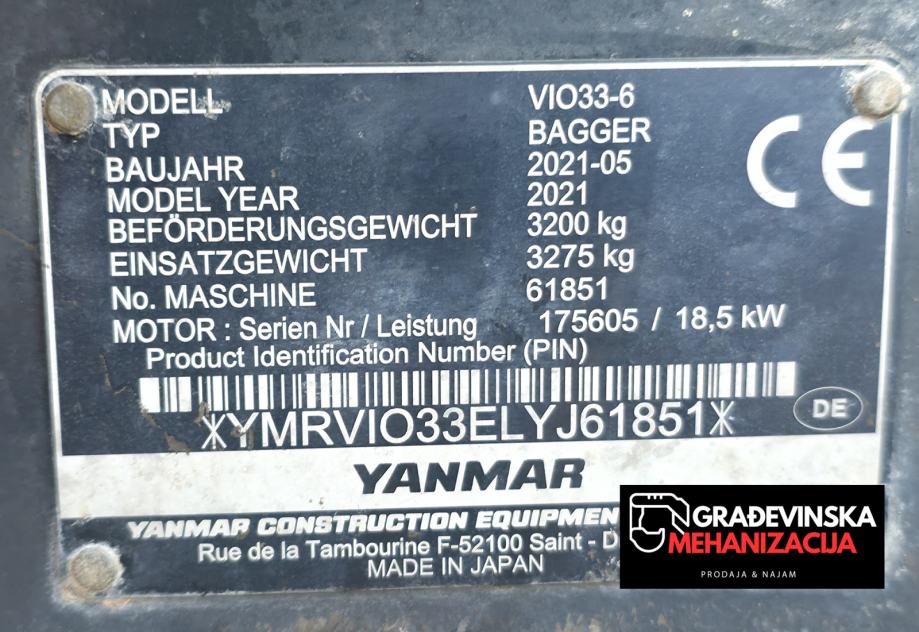 MODELL VIO33-6
TYP BAGGER
BAUJAHR 2021-05
MODEL YEAR 2021
BEFÖRDERUNGSGEWICHT 3200 kg
EINSATZGEWICHT 3275 kg
No. MASCHINE 61851
MOTOR : Serien Nr / Leistung 175605 / 18,5 kW
Product Identification Number (PIN)
*YMRVIO33ELYJ61851*
CE
DE
YANMAR
YANMAR CONSTRUCTION
Rue de la Tambourine F-52100 Saint -
MADE IN JAPAN
GRAĐEVINSKA
MEHANIZACIJA
PRODAJA & NAJAM